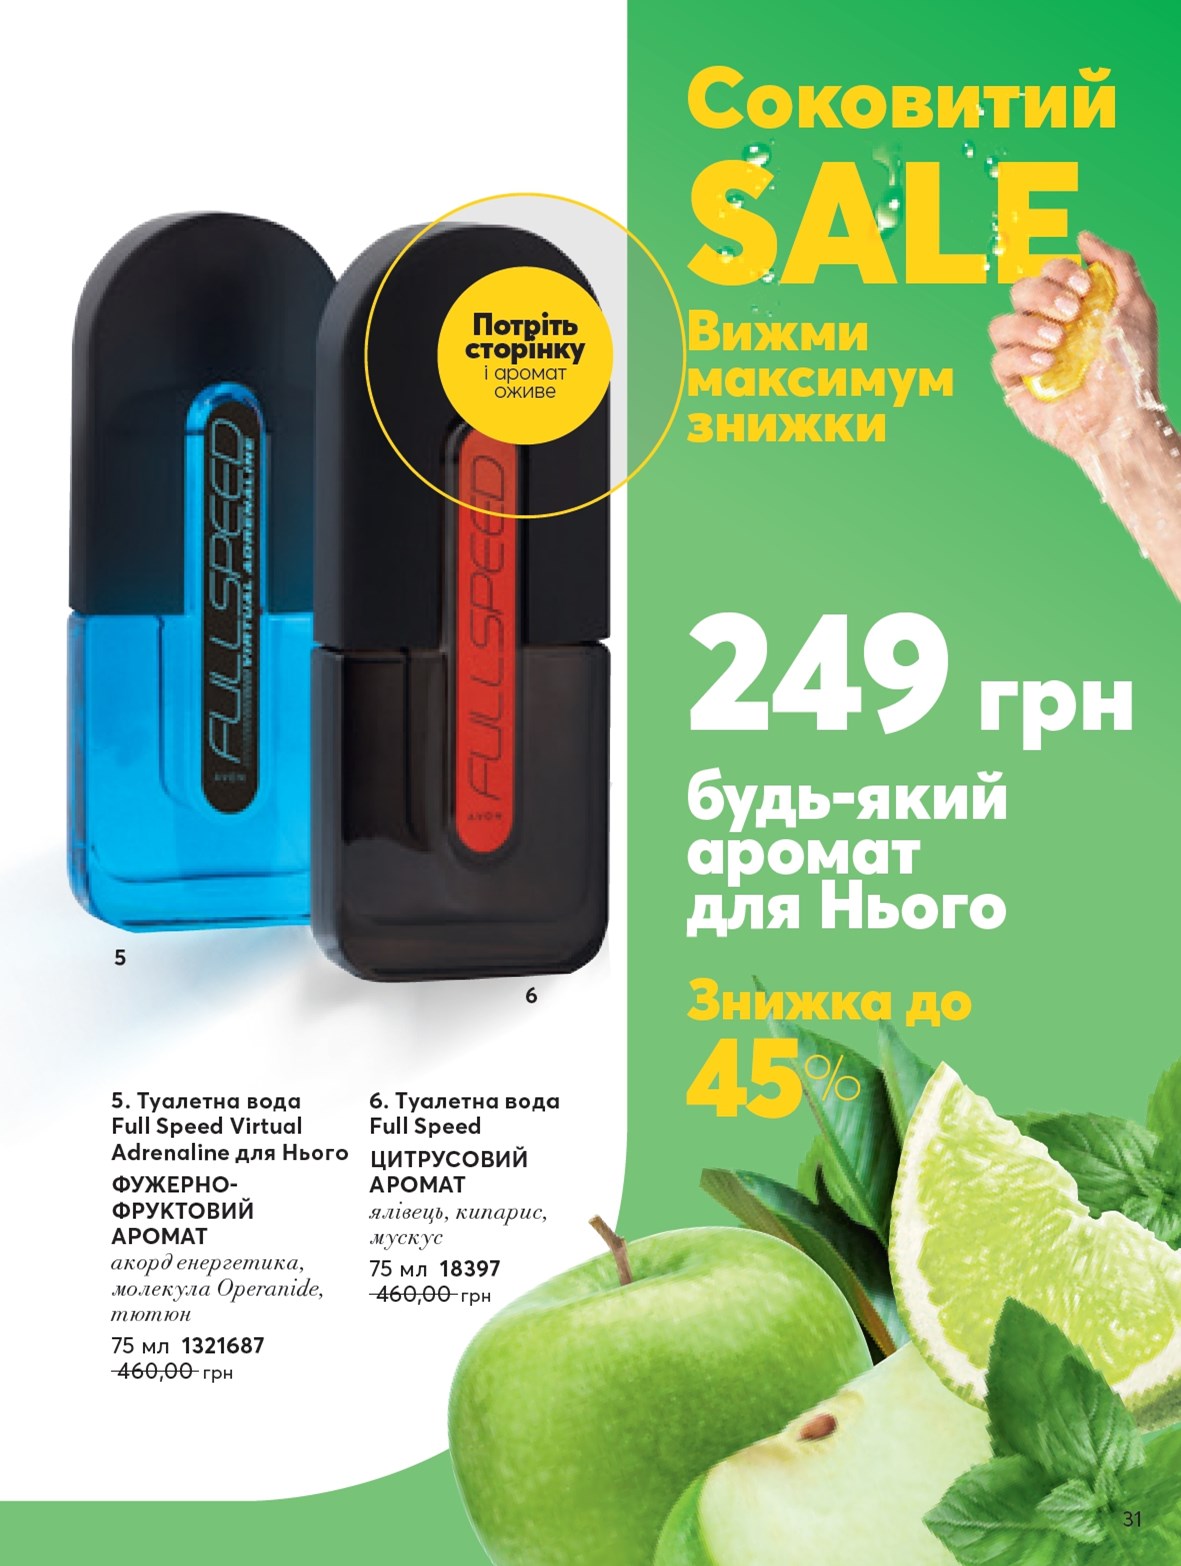 Соковитий
SALE
Вижми
максимум
знижки
Потріть
сторінку
і аромат
оживе
FULL SPEED
VIRTUAL ADRENALINE
AVON
FULL SPEED
AVON
249 грн
будь-який
аромат
для Нього
Знижка до
45%
5
6
5. Туалетна вода
Full Speed Virtual
Adrenaline для Нього
ФУЖЕРНО-
ФРУКТОВИЙ
АРОМАТ
акорд енергетика,
молекула Operanide,
тютюн
75 мл 1321687
460,00 грн
6. Туалетна вода
Full Speed
ЦИТРУСОВИЙ
АРОМАТ
ялівець, кипарис,
мускус
75 мл 18397
460,00 грн
31